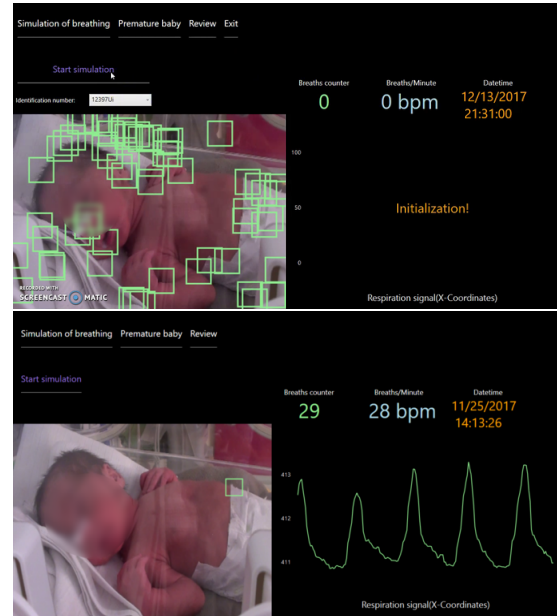 Simulation of breathing Premature baby Review Exit
Start simulation
Identification number: 12397Ui
Breaths counter Breaths/Minute Datetime
0 0 bpm 12/13/2017
21:31:00
100
50
Initialization!
0
RECORDED WITH
SCREENCAST MATIC
Respiration signal(X-Coordinates)
Simulation of breathing Premature baby Review
Start simulation
Breaths counter Breaths/Minute Datetime
29 28 bpm 11/25/2017
14:13:26
413
412
411
Respiration signal(X-Coordinates)